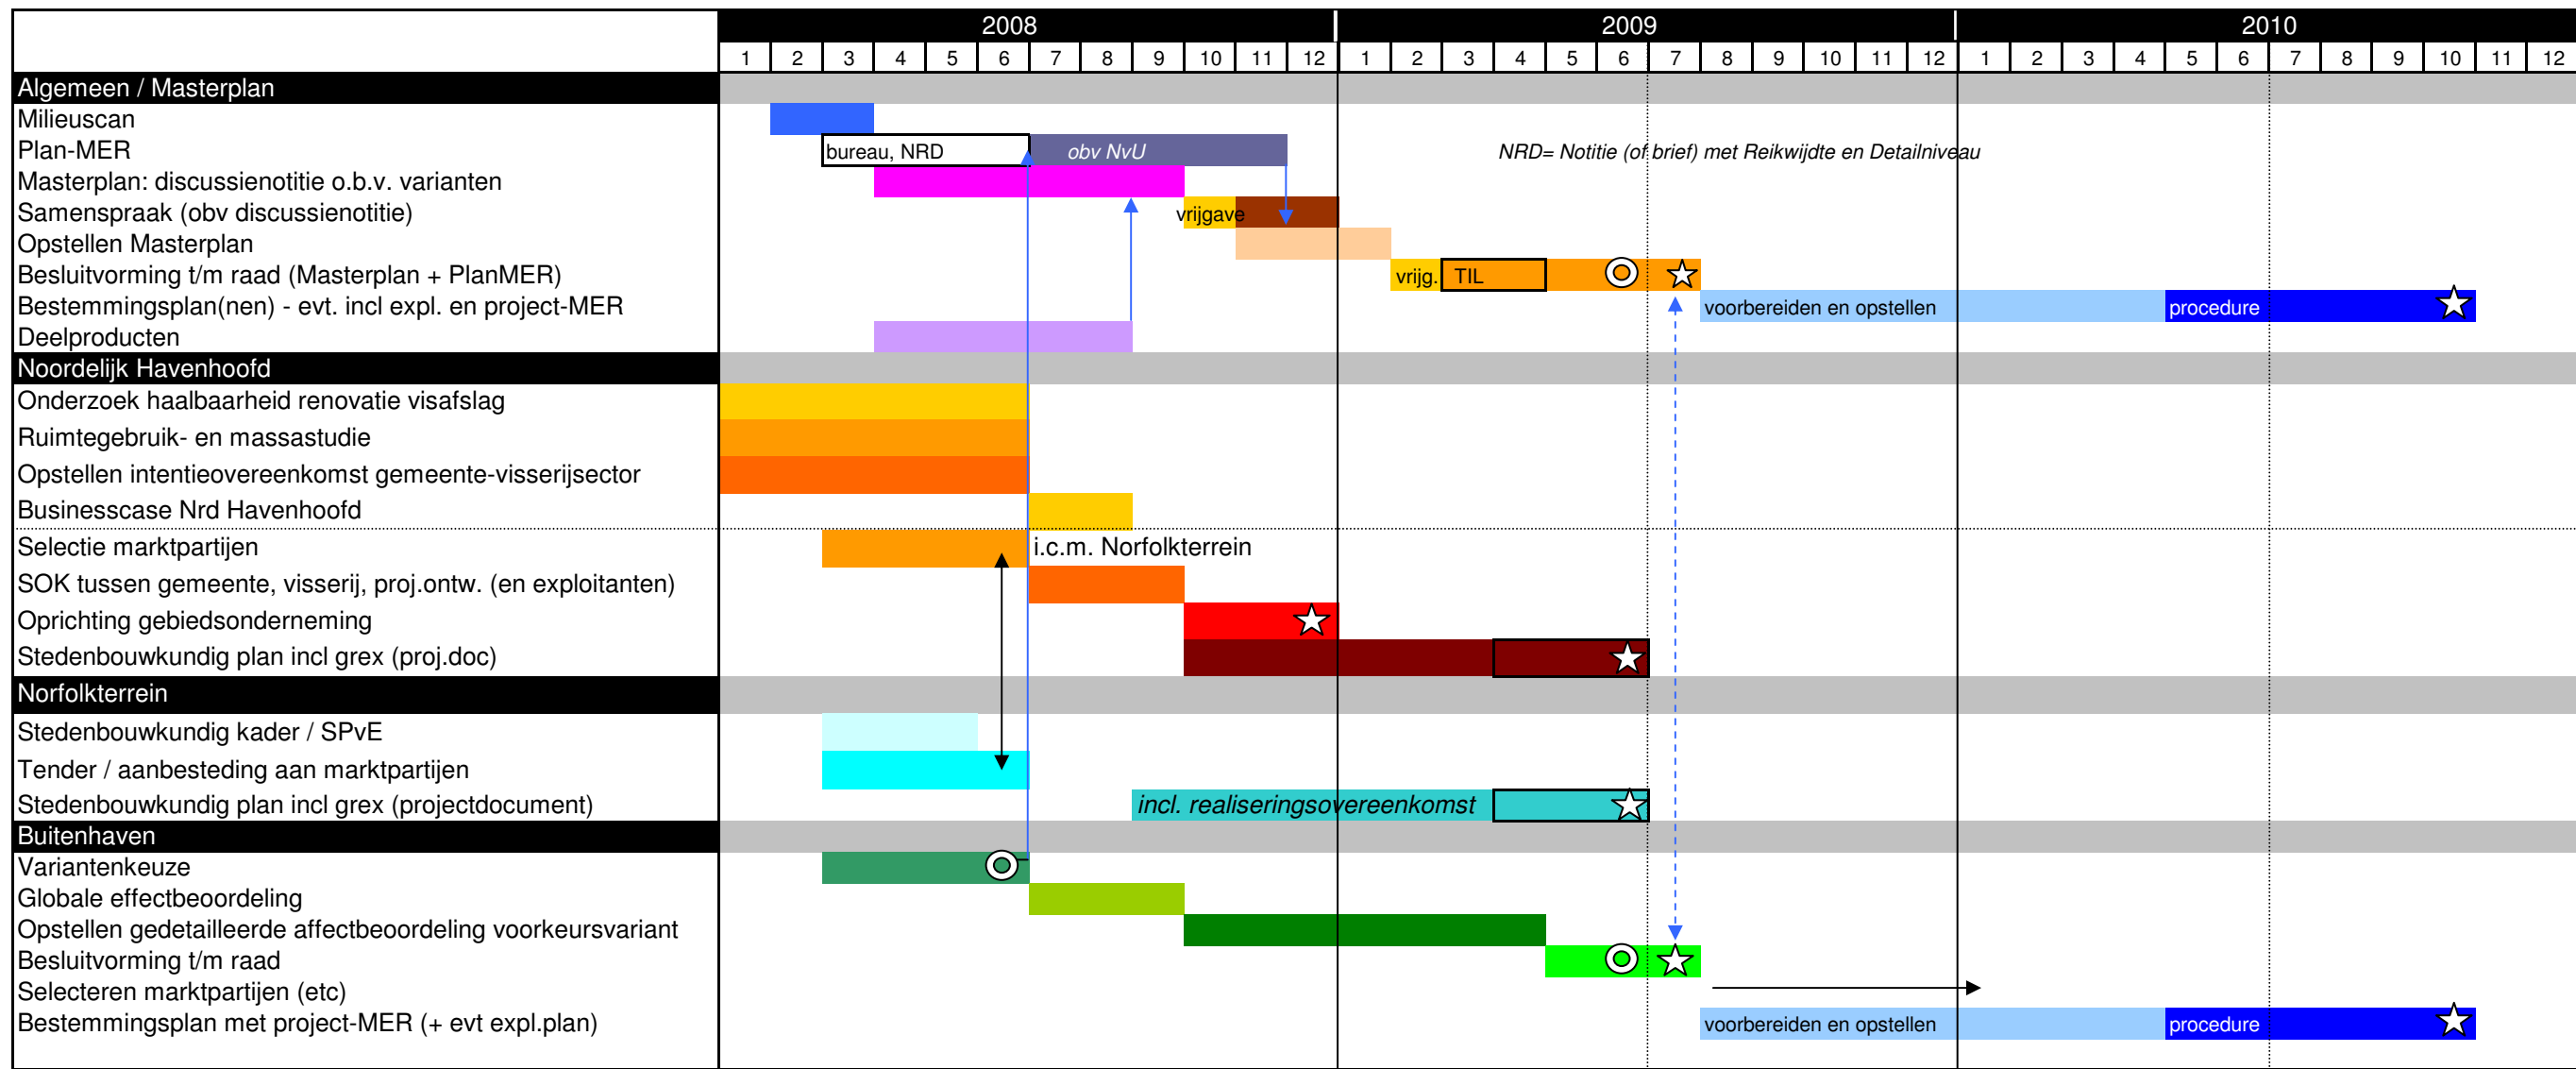 2008 2009 2010
1 2 3 4 5 6 7 8 9 10 11 12 1 2 3 4 5 6 7 8 9 10 11 12 1 2 3 4 5 6 7 8 9 10 11 12
Algemeen / Masterplan
Milieuscan
Plan-MER bureau, NRD obv NvU NRD= Notitie (of brief) met Reikwijdte en Detailniveau
Masterplan: discussienotitie o.b.v. varianten
Samenspraak (obv discussienotitie) vrijgave
Opstellen Masterplan
Besluitvorming t/m raad (Masterplan + PlanMER) vrijg. TIL
Bestemmingsplan(nen) - evt. incl expl. en project-MER voorbereiden en opstellen procedure
Deelproducten
Noordelijk Havenhoofd
Onderzoek haalbaarheid renovatie visafslag
Ruimtegebruik- en massastudie
Opstellen intentieovereenkomst gemeente-visserijsector
Businesscase Nrd Havenhoofd
Selectie marktpartijen i.c.m. Norfolkterrein
SOK tussen gemeente, visserij, proj.ontw. (en exploitanten)
Oprichting gebiedsonderneming
Stedenbouwkundig plan incl grex (proj.doc)
Norfolkterrein
Stedenbouwkundig kader / SPvE
Tender / aanbesteding aan marktpartijen
Stedenbouwkundig plan incl grex (projectdocument) incl. realiseringsovereenkomst
Buitenhaven
Variantenkeuze
Globale effectbeoordeling
Opstellen gedetailleerde affectbeoordeling voorkeursvariant
Besluitvorming t/m raad
Selecteren marktpartijen (etc)
Bestemmingsplan met project-MER (+ evt expl.plan) voorbereiden en opstellen procedure